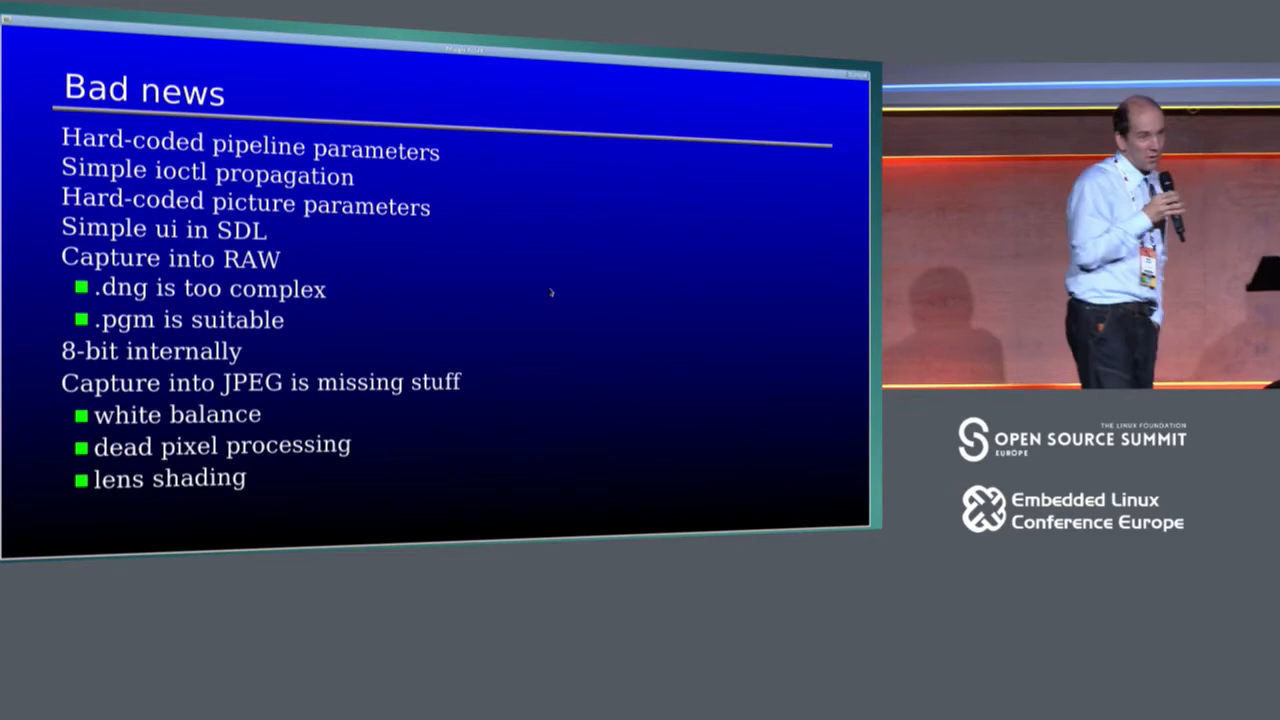 Bad news
Hard-coded pipeline parameters
Simple ioctl propagation
Hard-coded picture parameters
Simple ui in SDL
Capture into RAW
.dng is too complex
.pgm is suitable
8-bit internally
Capture into JPEG is missing stuff
white balance
dead pixel processing
lens shading
THE LINUX FOUNDATION
OPEN SOURCE SUMMIT
EUROPE
Embedded Linux
Conference Europe